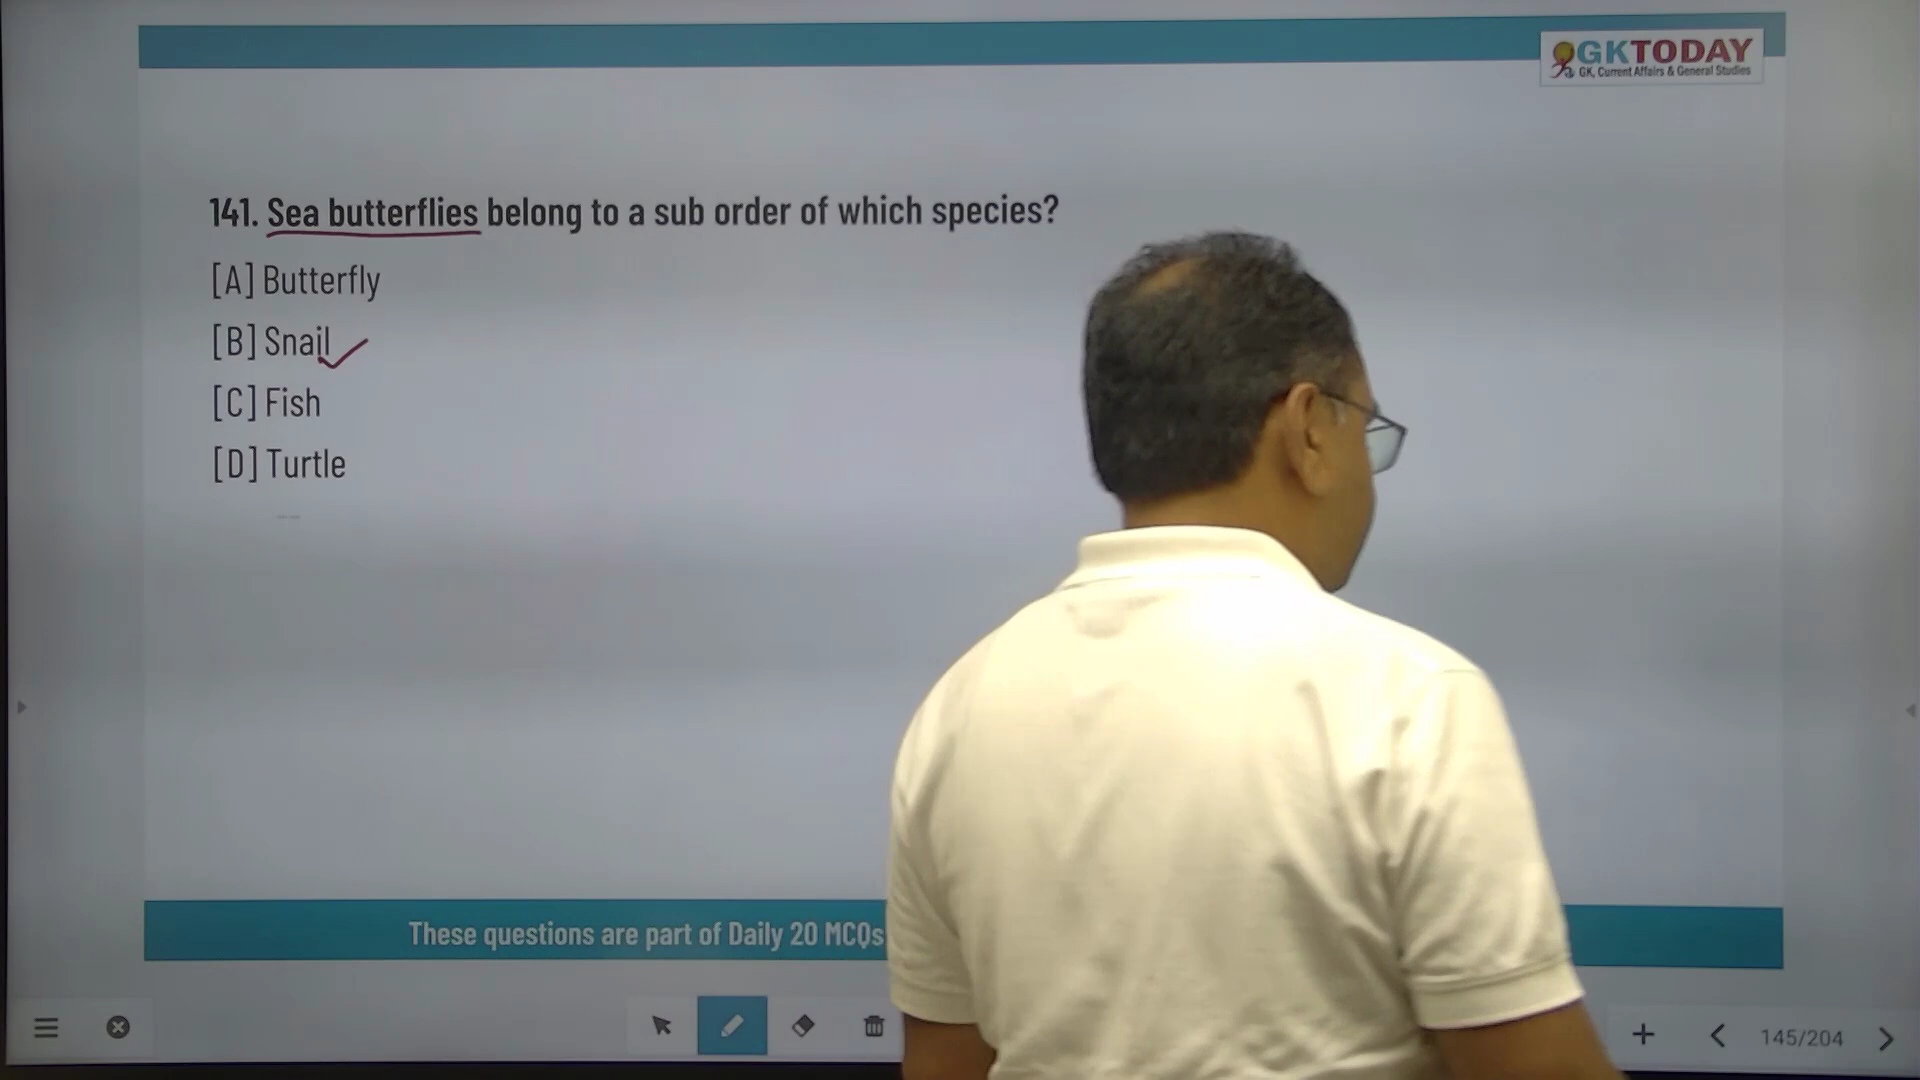 GKTODAY
GK, Current Affairs & General Studies
141. Sea butterflies belong to a sub order of which species?
[A] Butterfly
[B] Snail
[C] Fish
[D] Turtle
These questions are part of Daily 20 MCQs
145/204